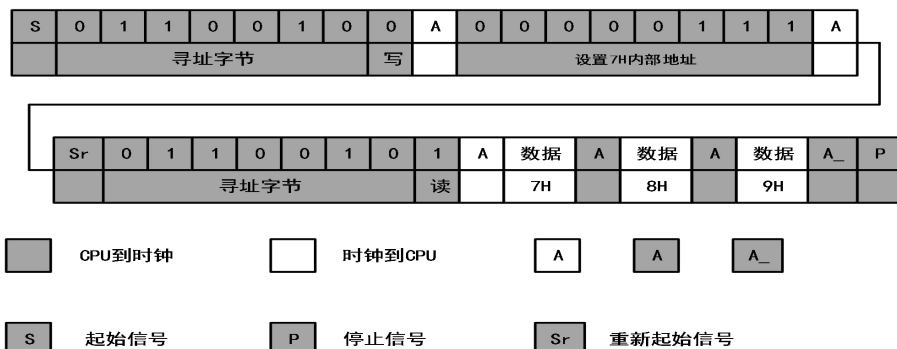 S 0 1 1 0 0 1 0 0 A 0 0 0 0 0 1 1 1 A
寻址字节 写 设置7H内部地址
Sr 0 1 1 0 0 1 0 1 A 数据 A 数据 A 数据 A_ P
寻址字节 读 7H 8H 9H
CPU到时钟 时钟到CPU A A A_
S 起始信号 P 停止信号 Sr 重新起始信号